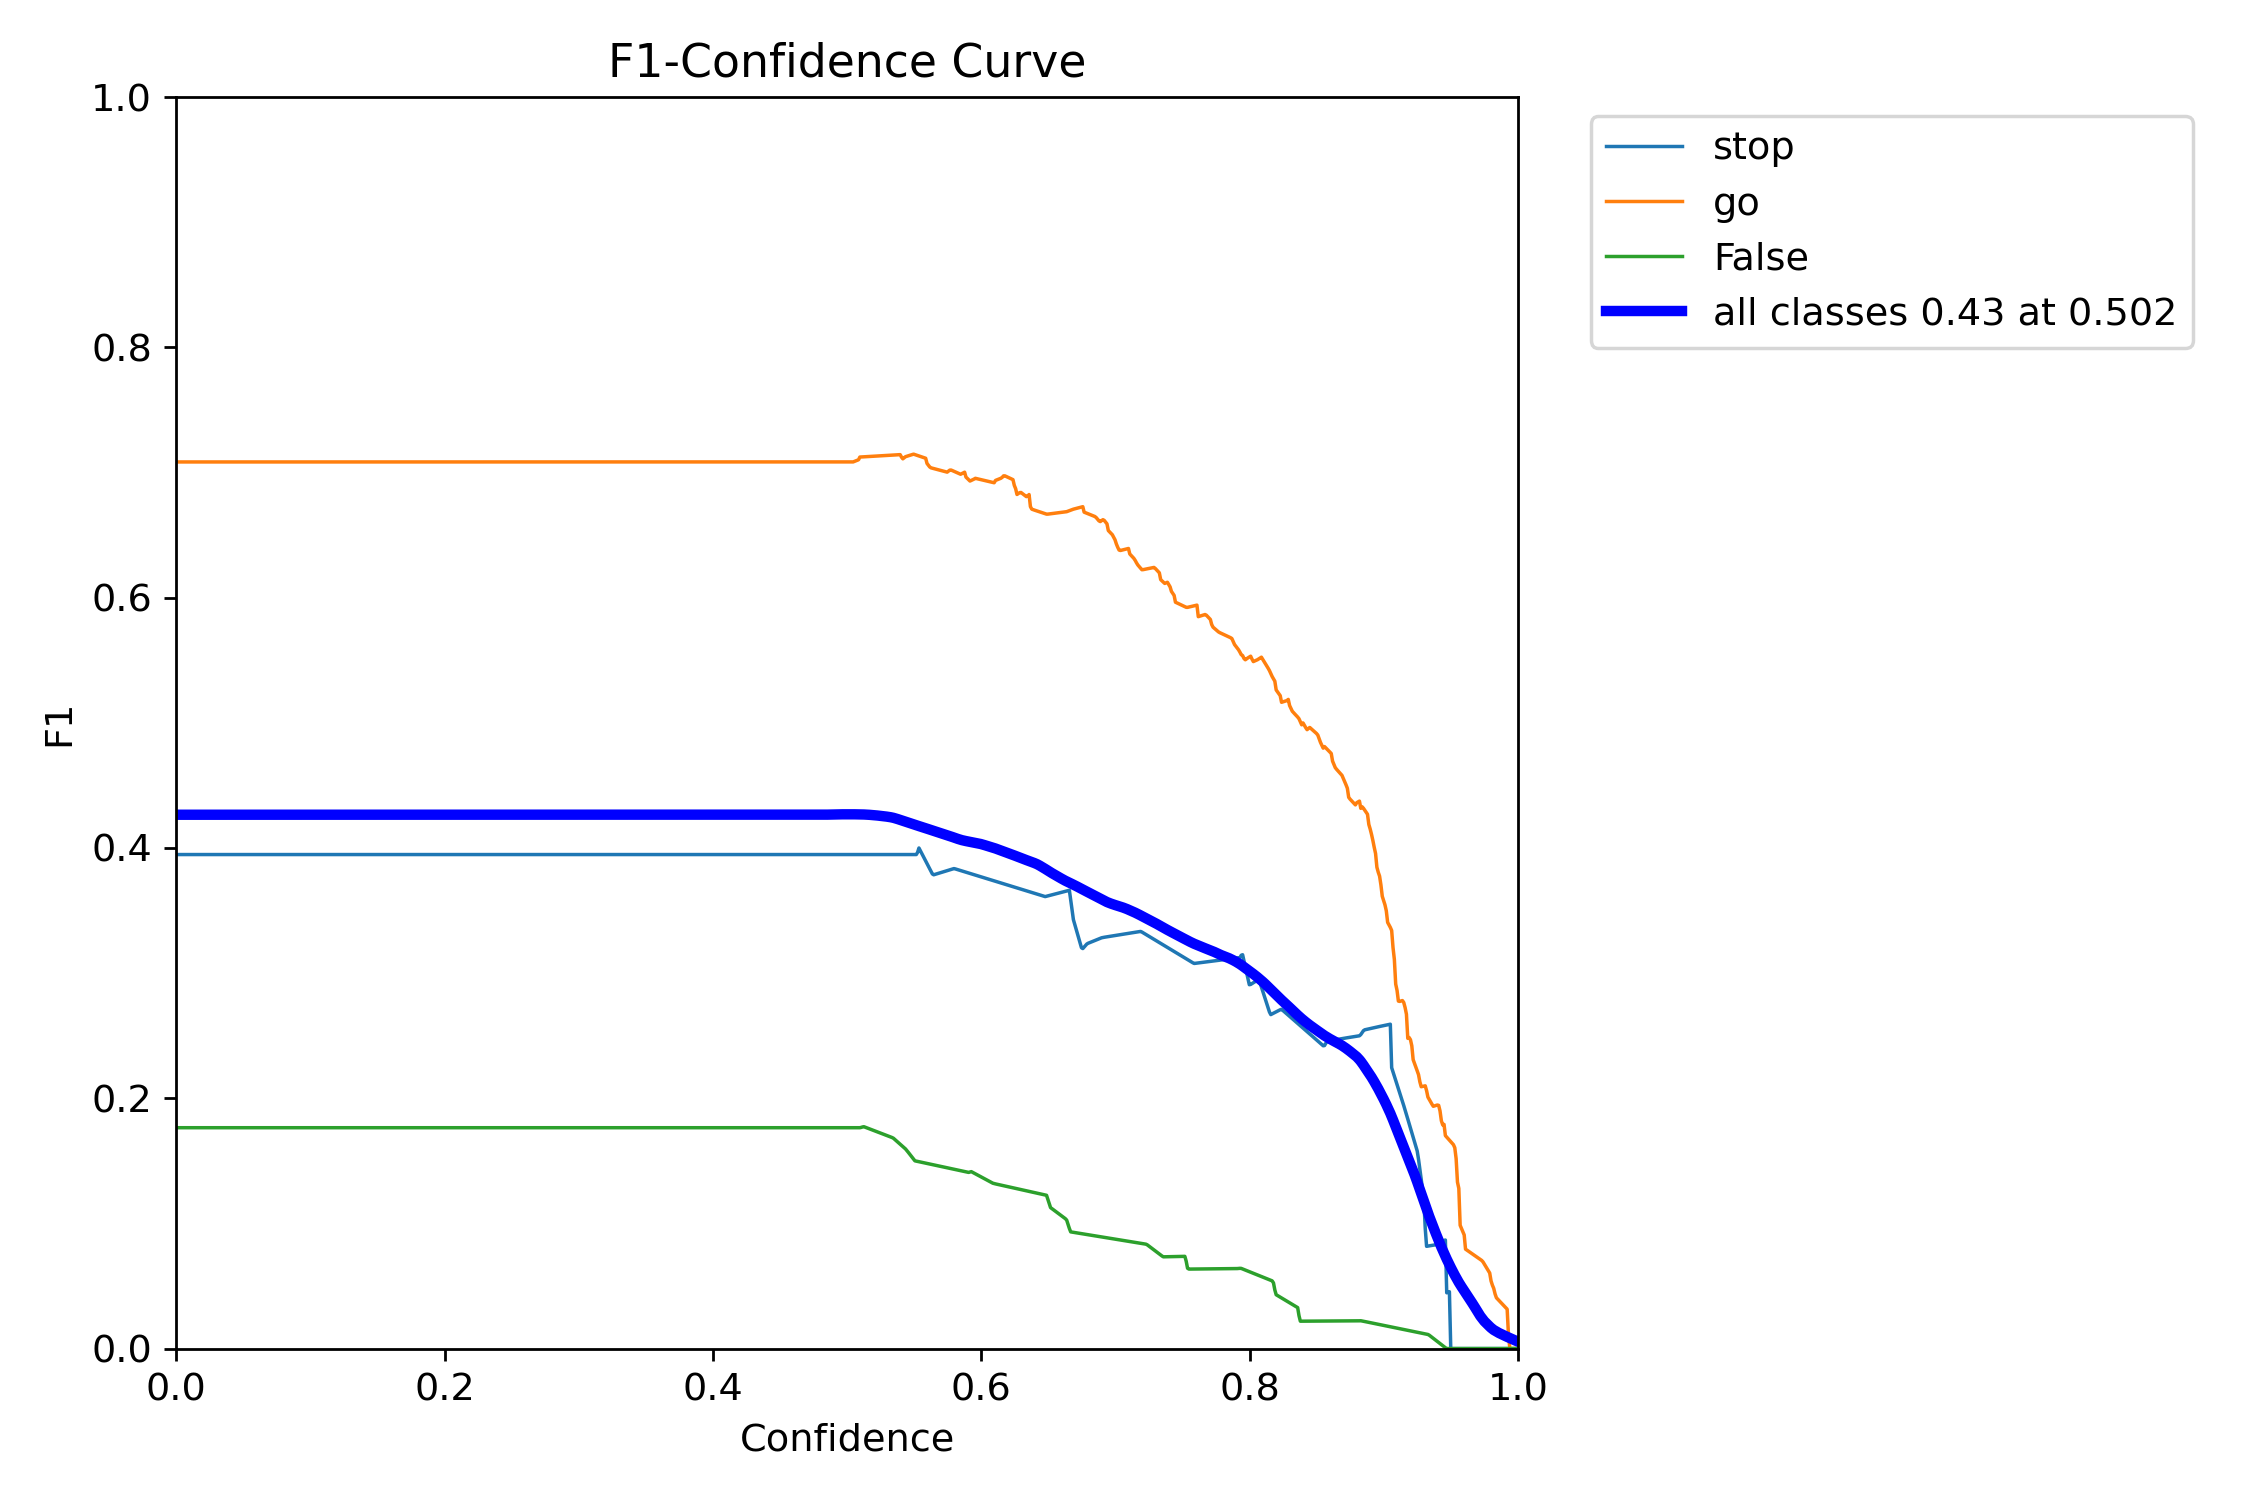 F1-Confidence Curve
1.0
0.8
0.6
0.4
0.2
0.0
F1
0.0 0.2 0.4 0.6 0.8 1.0
Confidence
stop
go
False
all classes 0.43 at 0.502